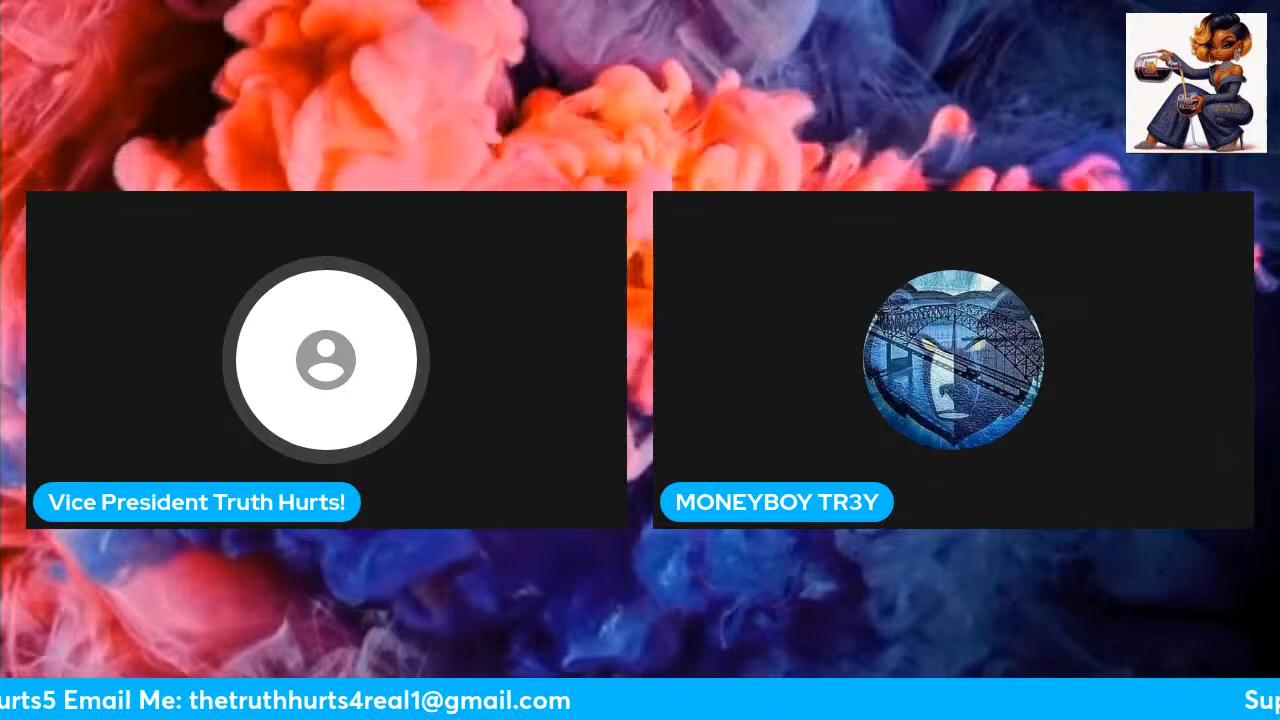 Vice President Truth Hurts!
MONEYBOY TR3Y
urts5 Email Me: thetruthhurts4real1@gmail.com
Sup